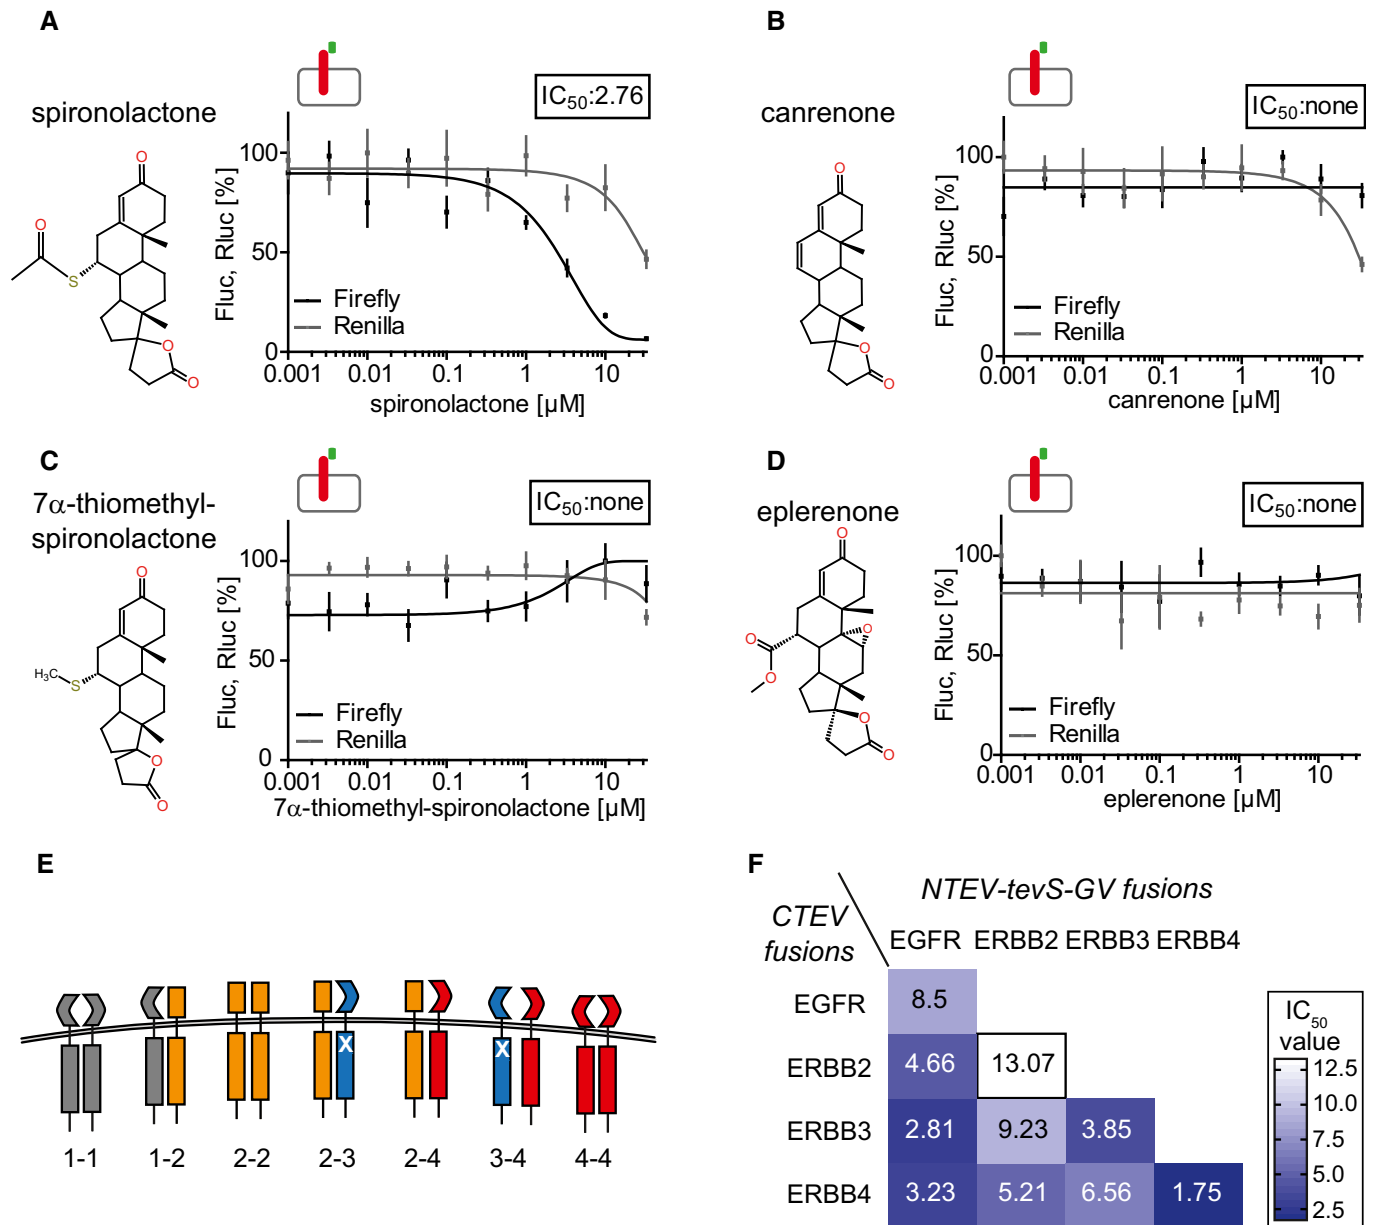 A
spironolactone
IC50:2.76
Fluc, Rluc [%]
100
50
0
Firefly
Renilla
0.001 0.01 0.1 1 10
spironolactone [µM]
O
O
S
O
O
B
canrenone
IC50:none
Fluc, Rluc [%]
100
50
0
Firefly
Renilla
0.001 0.01 0.1 1 10
canrenone [µM]
O
O
O
C
7α-thiomethyl-
spironolactone
IC50:none
Fluc, Rluc [%]
100
50
0
Firefly
Renilla
0.001 0.01 0.1 1 10
7α-thiomethyl-spironolactone [µM]
O
H3C
S
O
O
D
eplerenone
IC50:none
Fluc, Rluc [%]
100
50
0
Firefly
Renilla
0.001 0.01 0.1 1 10
eplerenone [µM]
O
O
O
O
O
O
E
X
X
1-1 1-2 2-2 2-3 2-4 3-4 4-4
F
NTEV-tevS-GV fusions
CTEV
fusions
EGFR ERBB2 ERBB3 ERBB4
EGFR 8.5
ERBB2 4.66 13.07
ERBB3 2.81 9.23 3.85
ERBB4 3.23 5.21 6.56 1.75
IC50
value
12.5
10.0
7.5
5.0
2.5